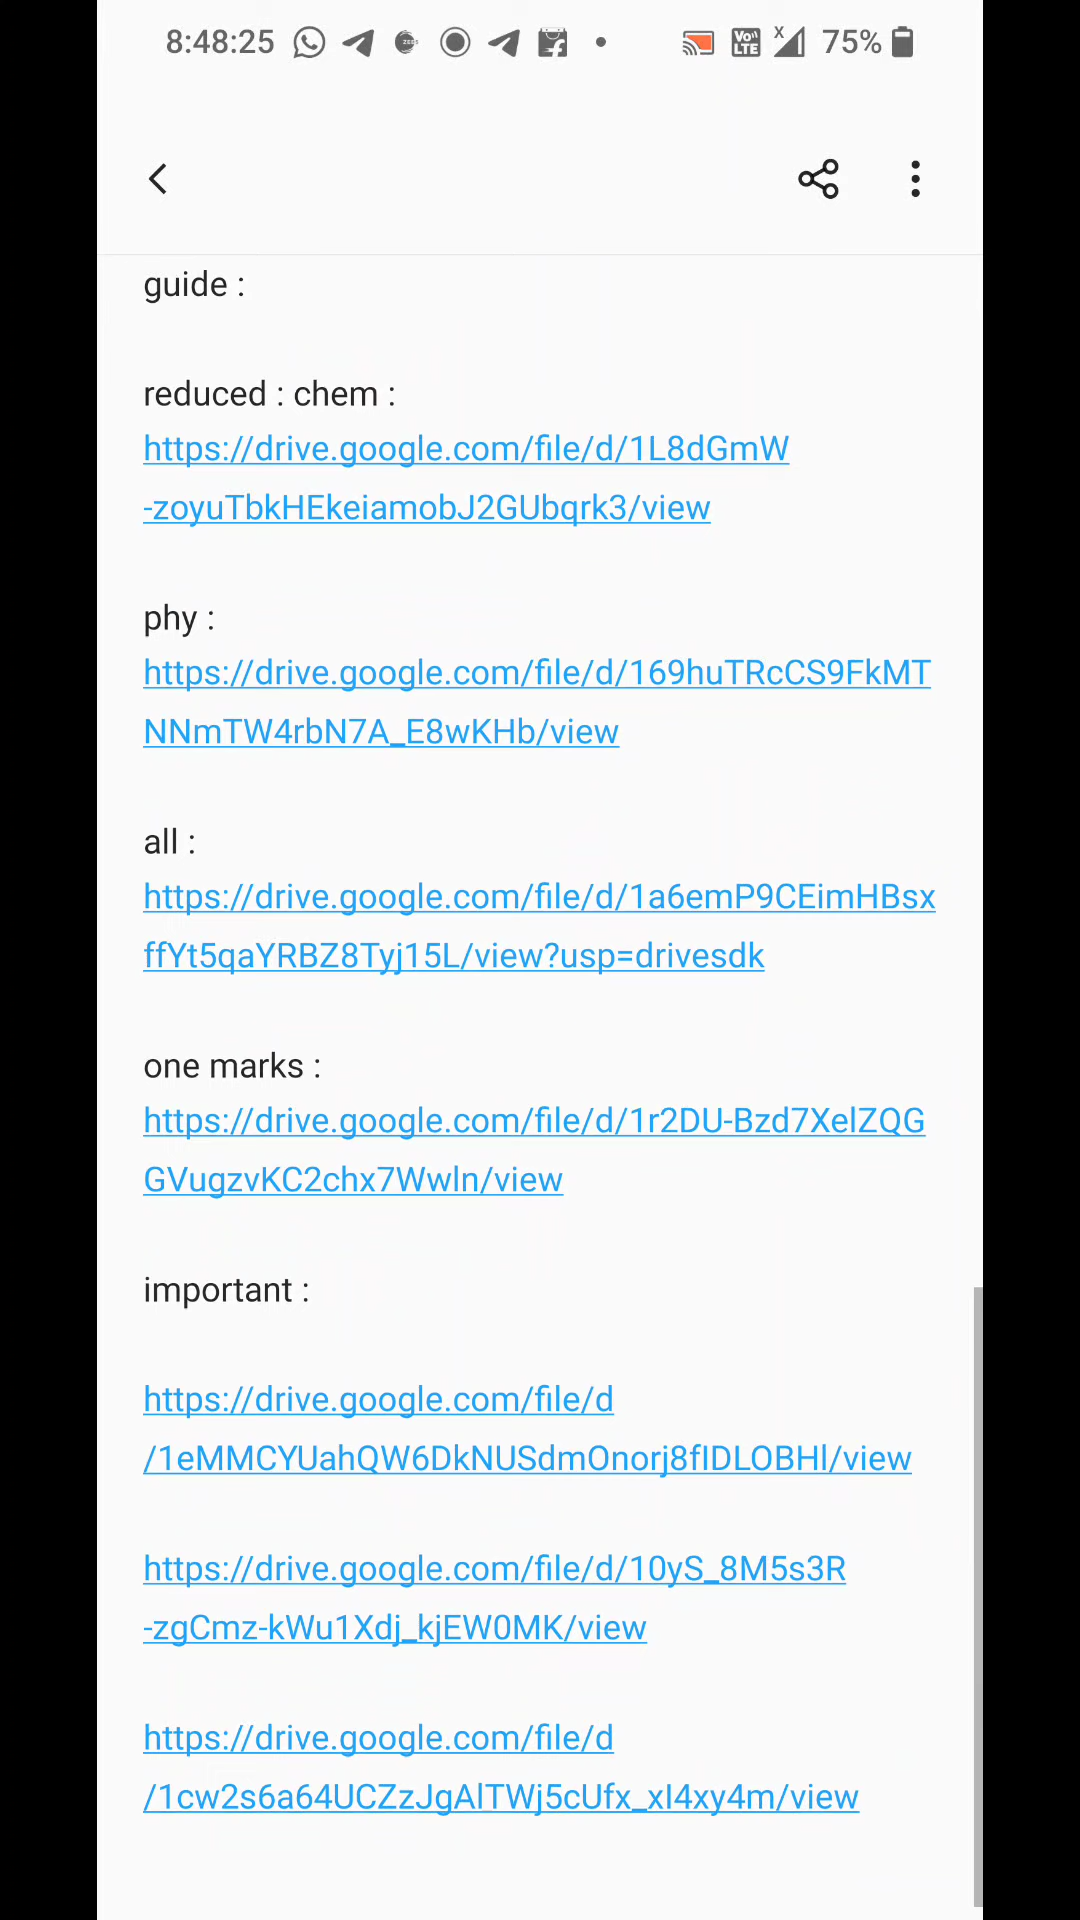 8:48:25 75%
guide :
reduced : chem :
https://drive.google.com/file/d/1L8dGmW
-zoyuTbkHEkeiamobJ2GUbqrk3/view
phy :
https://drive.google.com/file/d/169huTRcCS9FkMT
NNmTW4rbN7A_E8wKHb/view
all :
https://drive.google.com/file/d/1a6emP9CEimHBsx
ffYt5qaYRBZ8Tyj15L/view?usp=drivesdk
one marks :
https://drive.google.com/file/d/1r2DU-Bzd7XelZQG
GVugzvKC2chx7Wwln/view
important :
https://drive.google.com/file/d
/1eMMCYUahQW6DkNUSdmOnorj8fIDLOBHl/view
https://drive.google.com/file/d/10yS_8M5s3R
-zgCmz-kWu1Xdj_kjEW0MK/view
https://drive.google.com/file/d
/1cw2s6a64UCZzJgAlTWj5cUfx_xI4xy4m/view